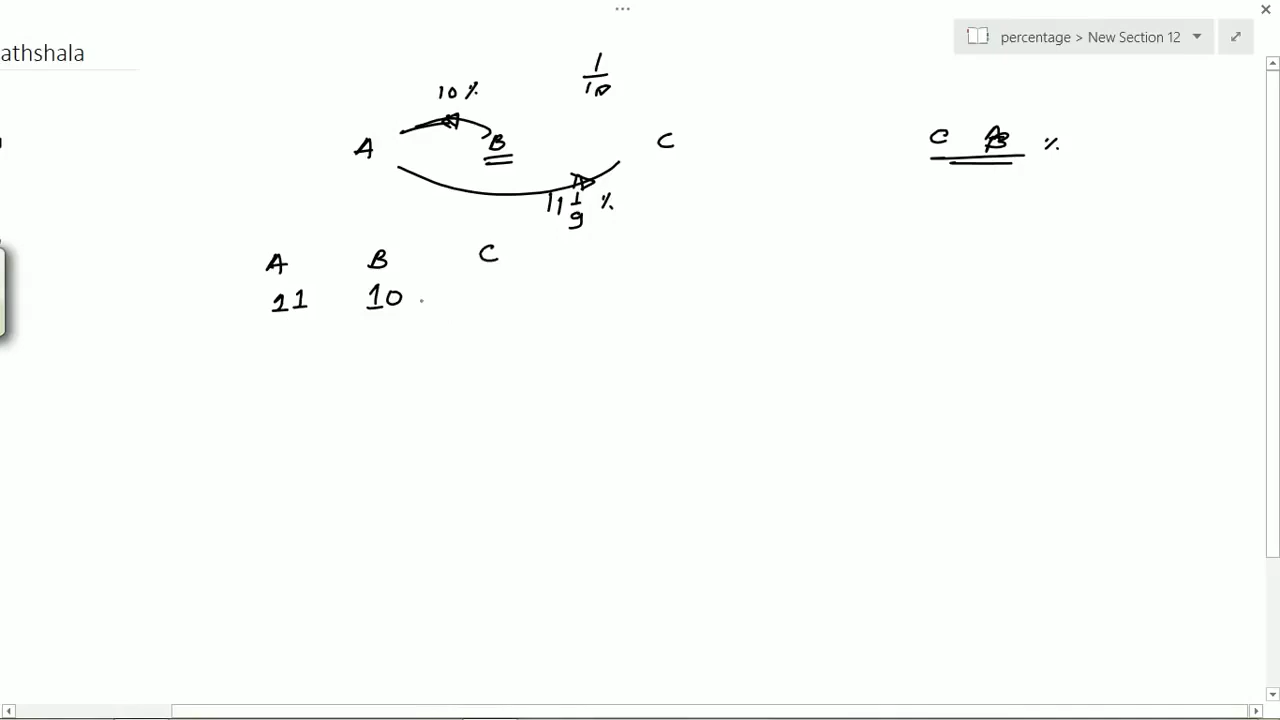 athshala
percentage > New Section 12
1/10
10 %
A B C
C B %
11 1/9 %
A B C
11 10